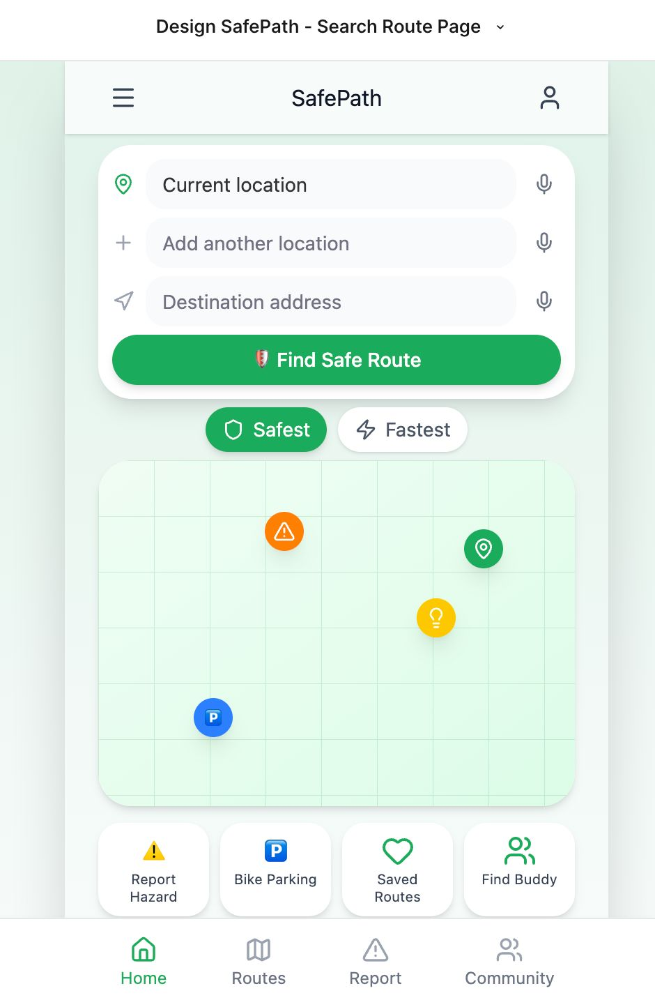 Design SafePath - Search Route Page
SafePath
Current location
Add another location
Destination address
Find Safe Route
Safest
Fastest
P
Report
Hazard
P
Bike Parking
Saved
Routes
Find Buddy
Home
Routes
Report
Community